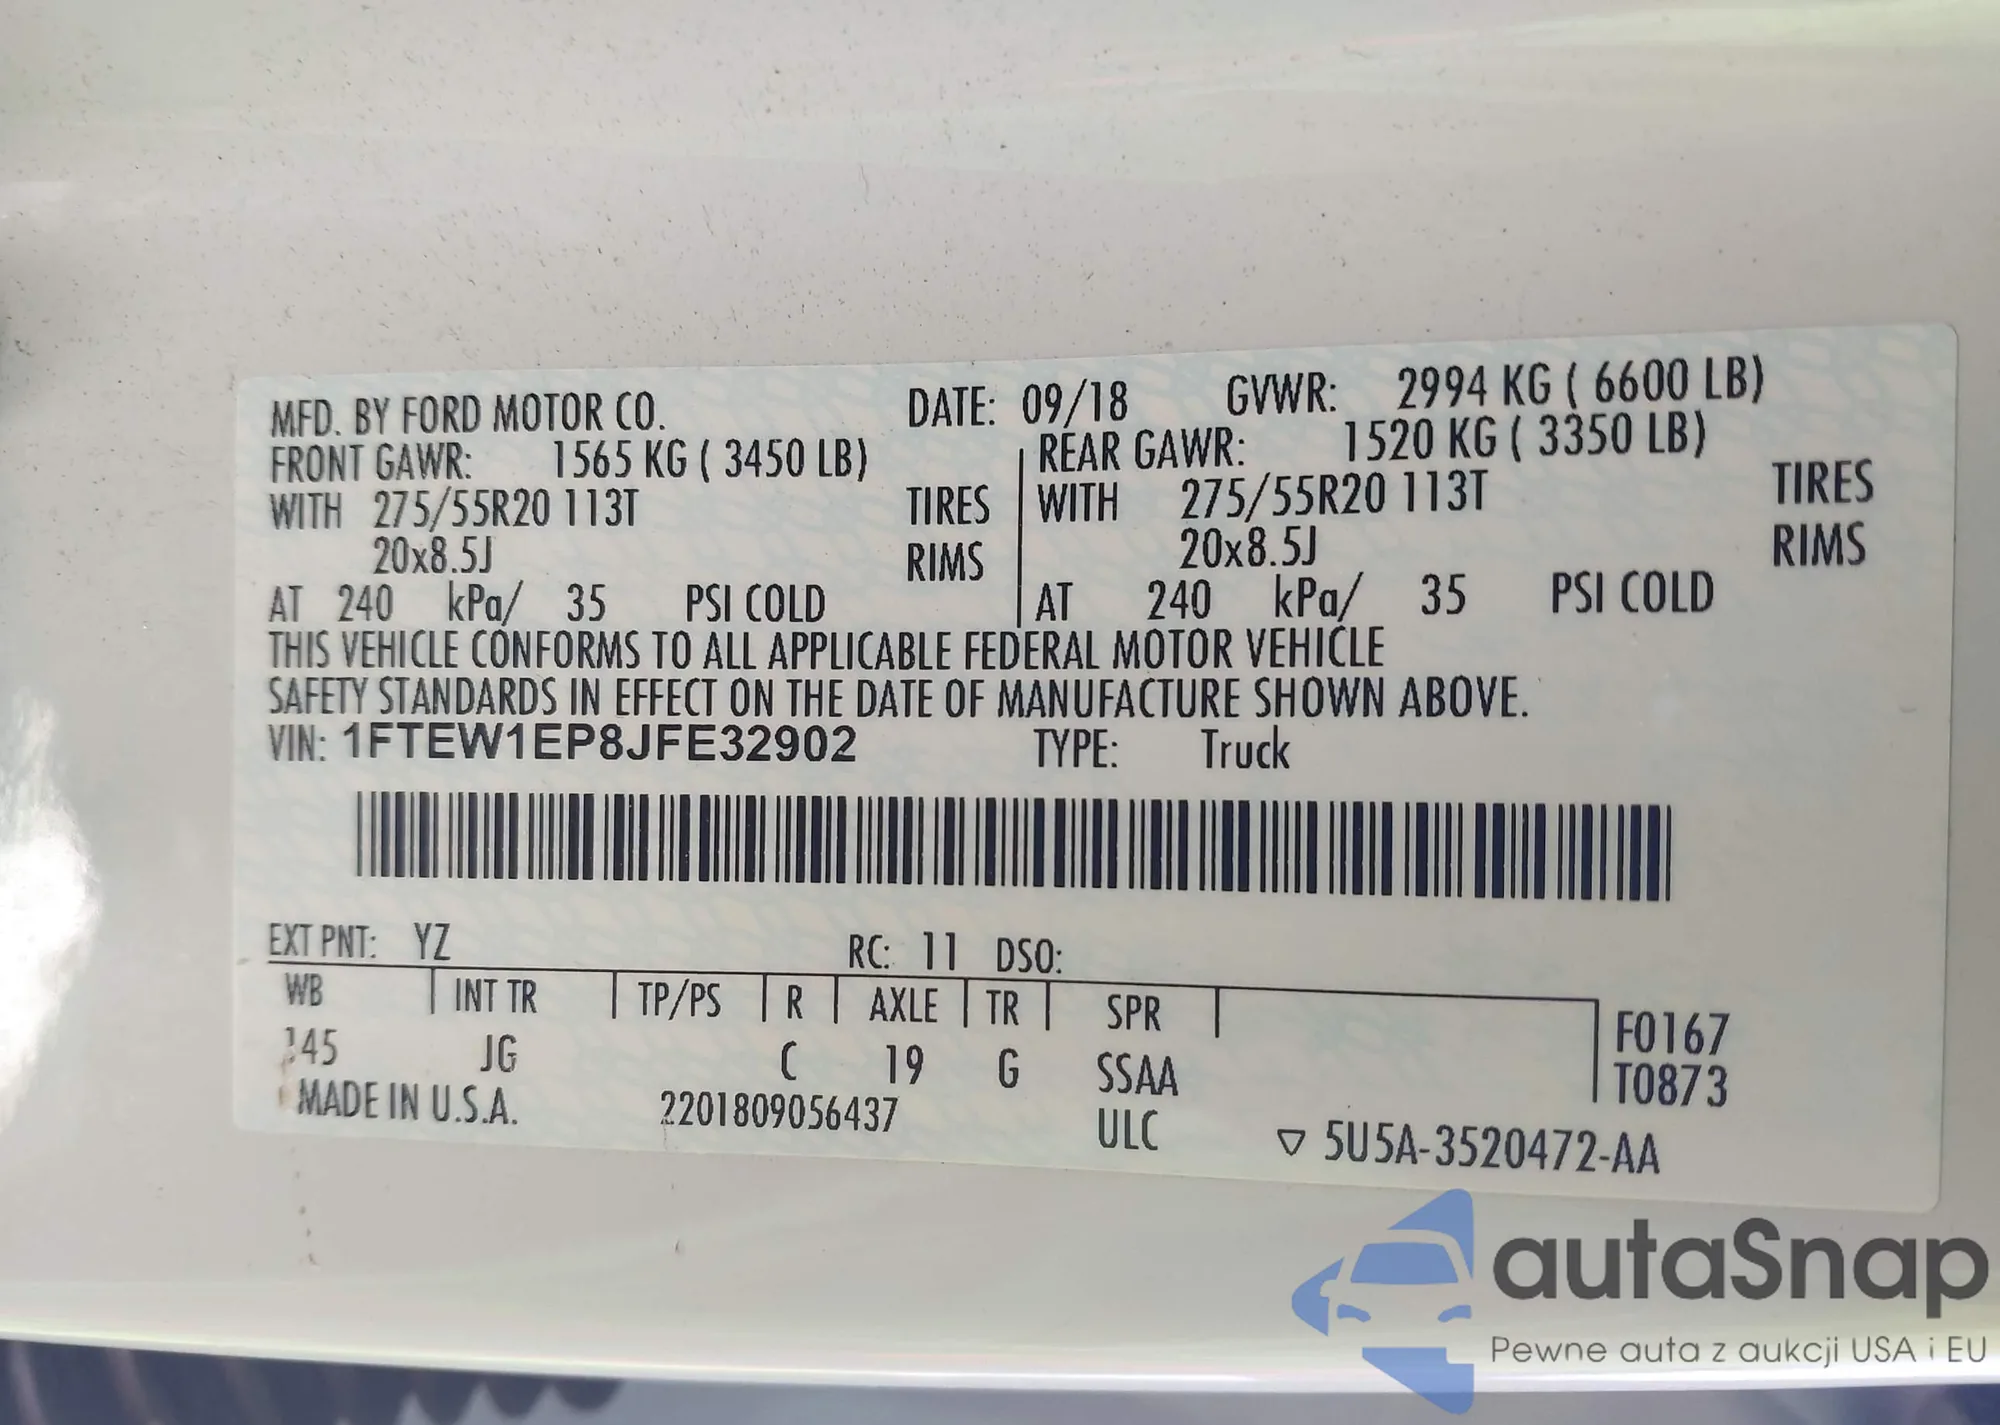 MFD. BY FORD MOTOR CO. DATE: 09/18 GVWR: 2994 KG ( 6600 LB)
FRONT GAWR: 1565 KG ( 3450 LB) REAR GAWR: 1520 KG ( 3350 LB)
WITH 275/55R20 113T TIRES WITH 275/55R20 113T TIRES
20x8.5J RIMS 20x8.5J RIMS
AT 240 kPa/ 35 PSI COLD AT 240 kPa/ 35 PSI COLD
THIS VEHICLE CONFORMS TO ALL APPLICABLE FEDERAL MOTOR VEHICLE
SAFETY STANDARDS IN EFFECT ON THE DATE OF MANUFACTURE SHOWN ABOVE.
VIN: 1FTEW1EP8JFE32902 TYPE: Truck
EXT PNT: YZ RC: 11 DSO:
WB INT TR TP/PS R AXLE TR SPR
145 JG C 19 G SSAA
F0167
T0873
MADE IN U.S.A. 2201809056437 ULC ▽ 5U5A-3520472-AA
autaSnap
Pewne auta z aukcji USA i EU